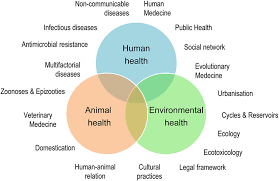 Non-communicable
diseases
Human
Medecine
Infectious diseases
Public Health
Antimicrobial resistance
Human
health
Social network
Multifactorial
diseases
Evolutionary
Medecine
Zoonoses & Epizooties
Urbanisation
Animal
health
Environmental
health
Veterinary
Medecine
Cycles & Reservoirs
Ecology
Domestication
Ecotoxicology
Human-animal
relation
Cultural
practices
Legal framework